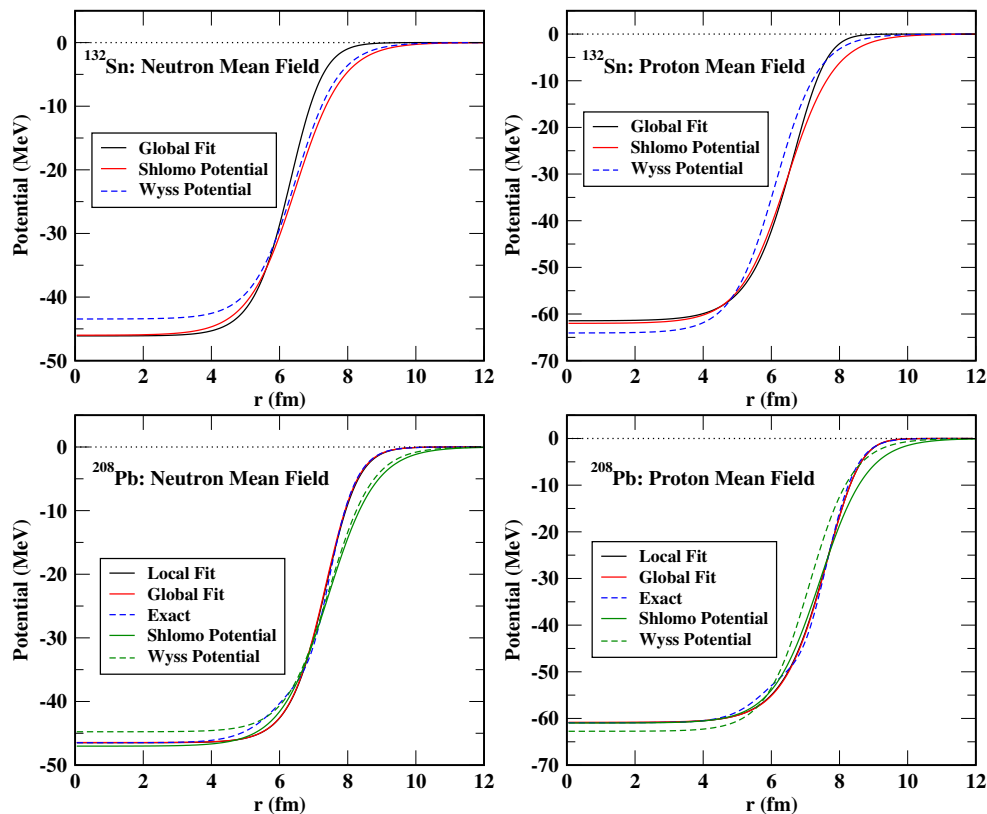 0
-10
-20
-30
-40
-50
Potential (MeV)
¹³²Sn: Neutron Mean Field
Global Fit
Shlomo Potential
Wyss Potential
0 2 4 6 8 10 12
r (fm)
0
-10
-20
-30
-40
-50
-60
-70
Potential (MeV)
¹³²Sn: Proton Mean Field
Global Fit
Shlomo Potential
Wyss Potential
0 2 4 6 8 10 12
r (fm)
0
-10
-20
-30
-40
-50
Potential (MeV)
²⁰⁸Pb: Neutron Mean Field
Local Fit
Global Fit
Exact
Shlomo Potential
Wyss Potential
0 2 4 6 8 10 12
r (fm)
0
-10
-20
-30
-40
-50
-60
-70
Potential (MeV)
²⁰⁸Pb: Proton Mean Field
Local Fit
Global Fit
Exact
Shlomo Potential
Wyss Potential
0 2 4 6 8 10 12
r (fm)